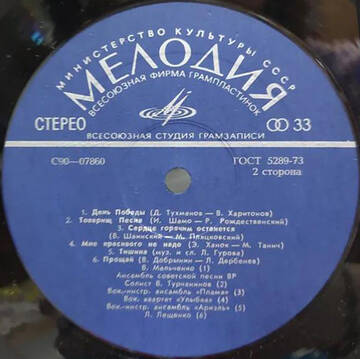 МИНИСТЕРСТВО КУЛЬТУРЫ СССР
МЕЛОДИЯ
ВСЕСОЮЗНАЯ ФИРМА ГРАМПЛАСТИНОК
СТЕРЕО 33
ВСЕСОЮЗНАЯ СТУДИЯ ГРАМЗАПИСИ
С90—07860 ГОСТ 5289-73
2 сторона
1. День Победы (Д. Тухманов — В. Харитонов)
2. Товарищ Песня (И. Шамо — Р. Рождественский)
3. Сердце горячим останется
(В. Шаинский — М. Пляцковский)
4. Мне красивого не надо (Э. Ханок — М. Танич)
5. Тишина (муз. и сл. Л. Гурова)
6. Прощай (В. Добрынин — Л. Дербенев)
В. Мальченко (1)
Ансамбль советской песни ВР
Солист В. Турчанинов (2)
Вок.-инстр. ансамбль «Пламя» (3)
Вок. квартет «Улыбка» (4)
Вок.-инстр. ансамбль «Ариэль» (5)
Л. Лещенко (6)